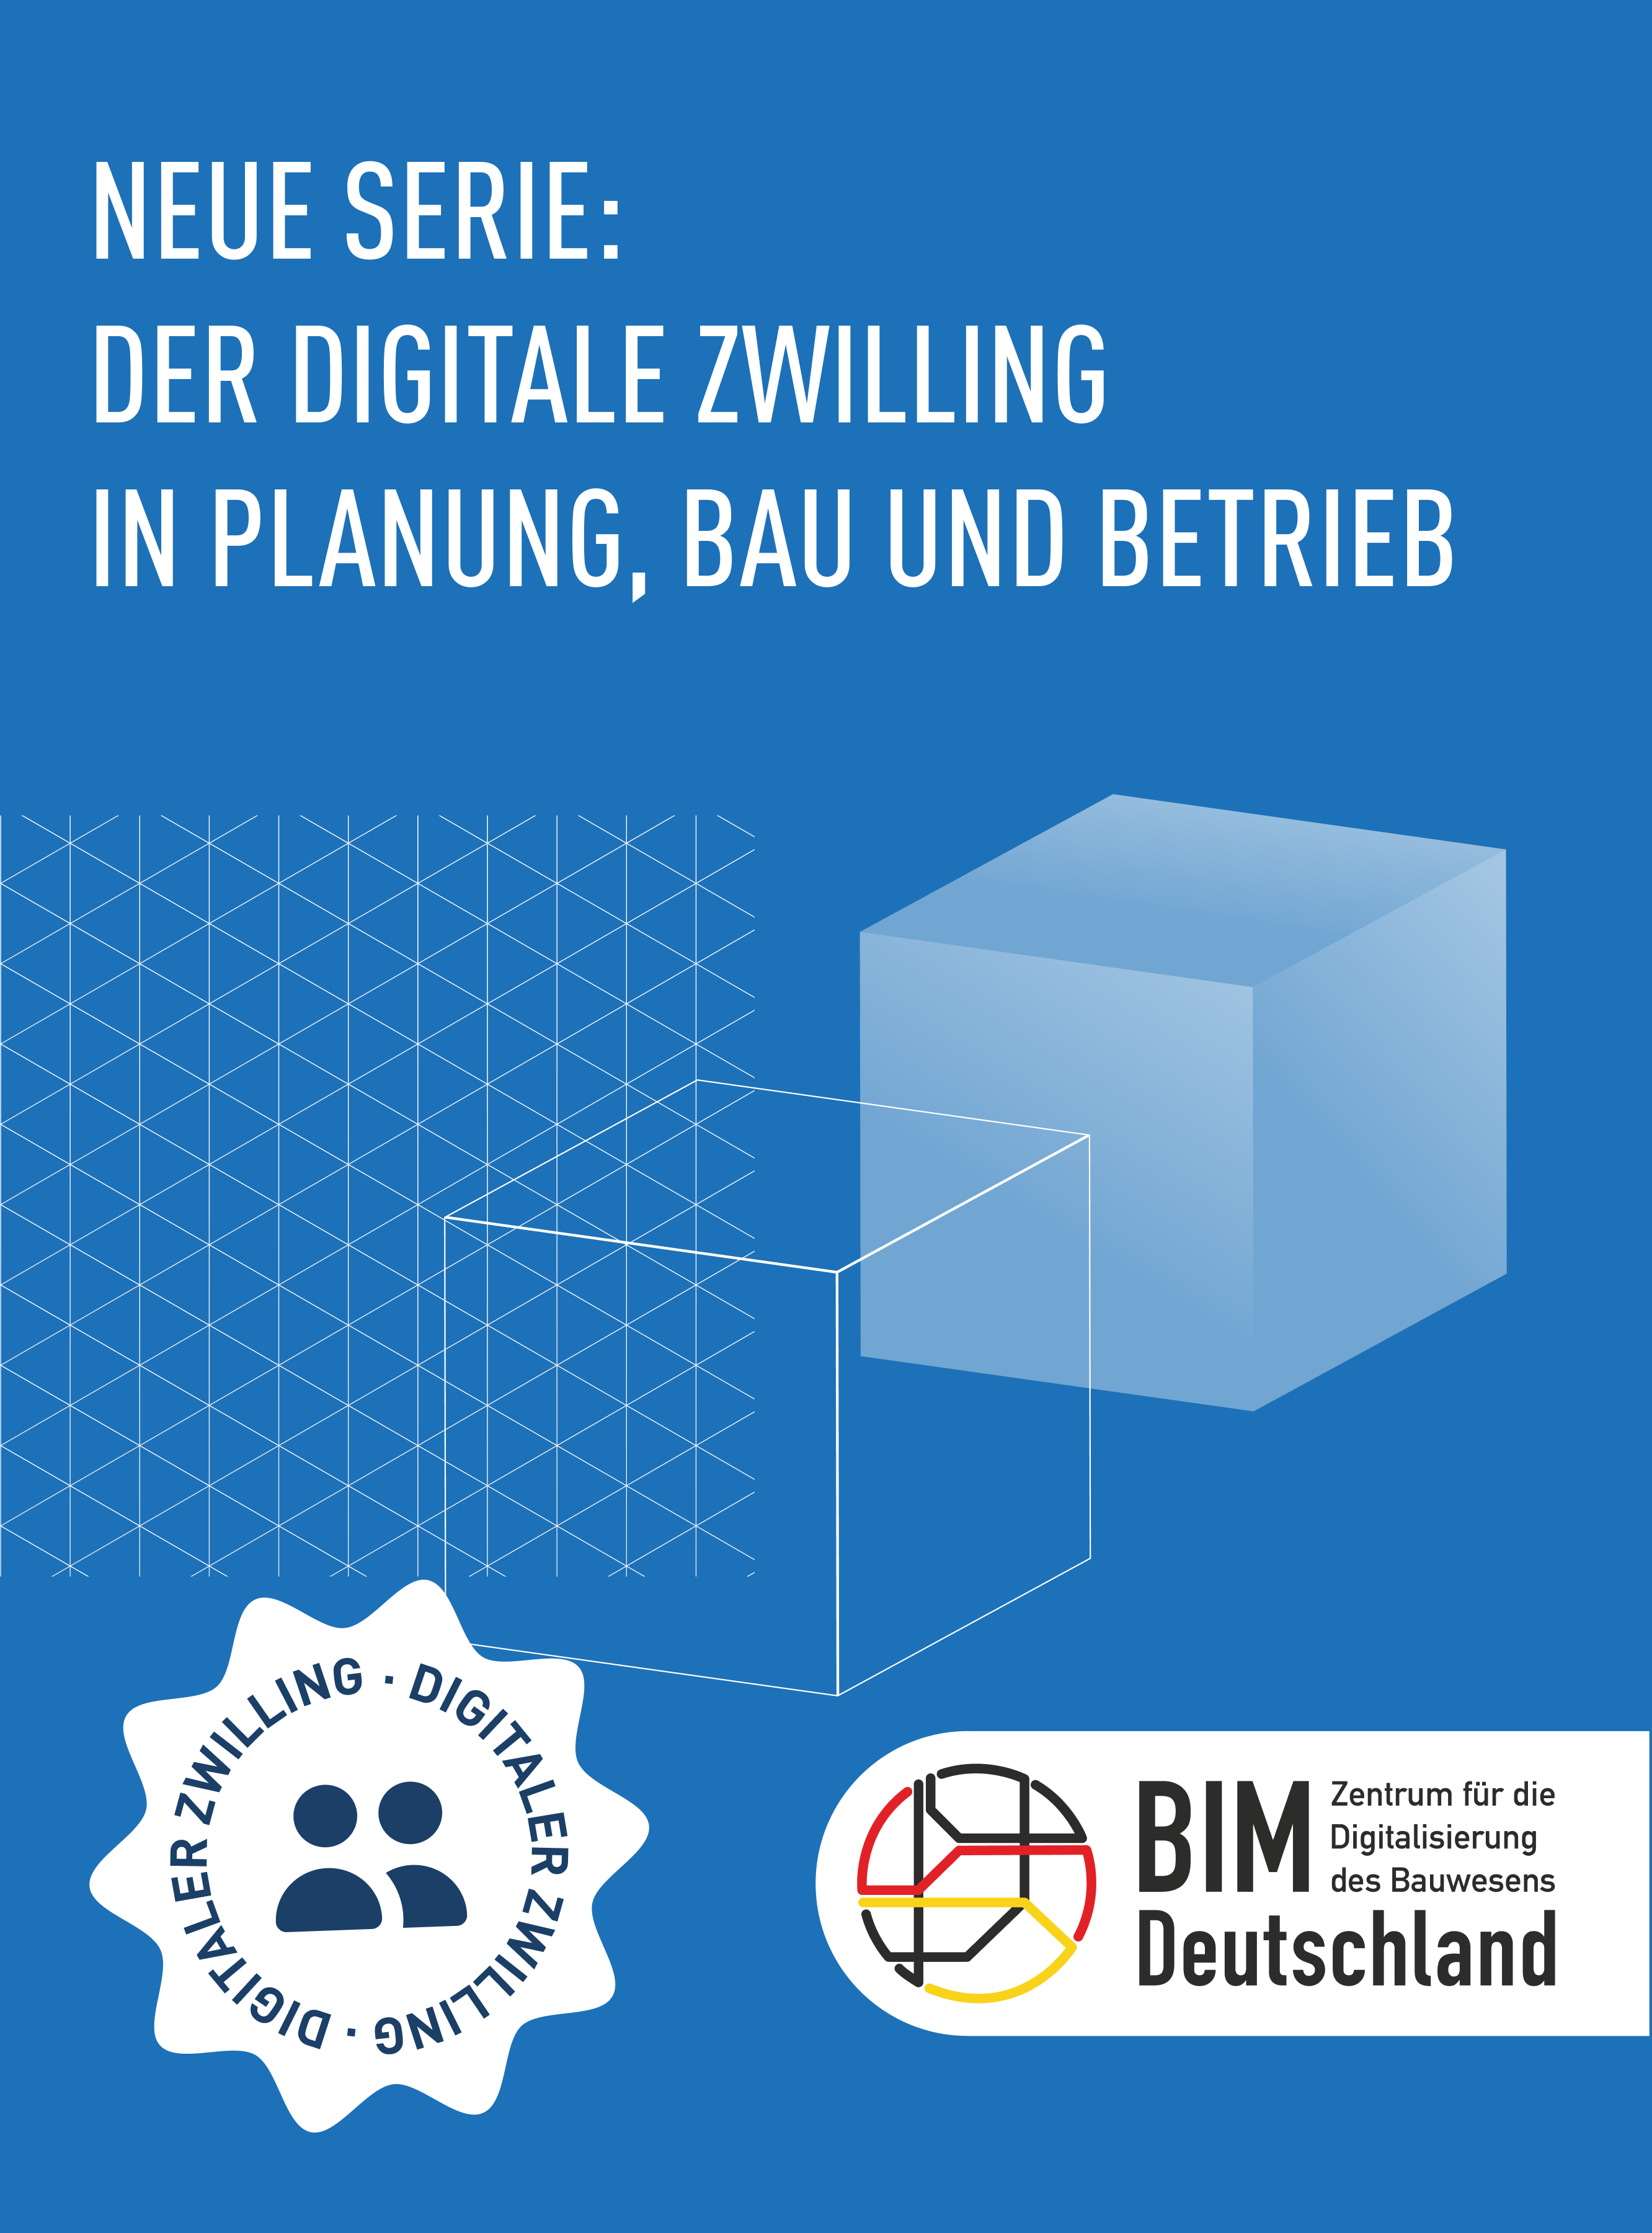 NEUE SERIE:
DER DIGITALE ZWILLING
IN PLANUNG, BAU UND BETRIEB
DIGITALER ZWILLING · DIGITALER ZWILLING ·
BIM
Zentrum für die
Digitalisierung
des Bauwesens
Deutschland